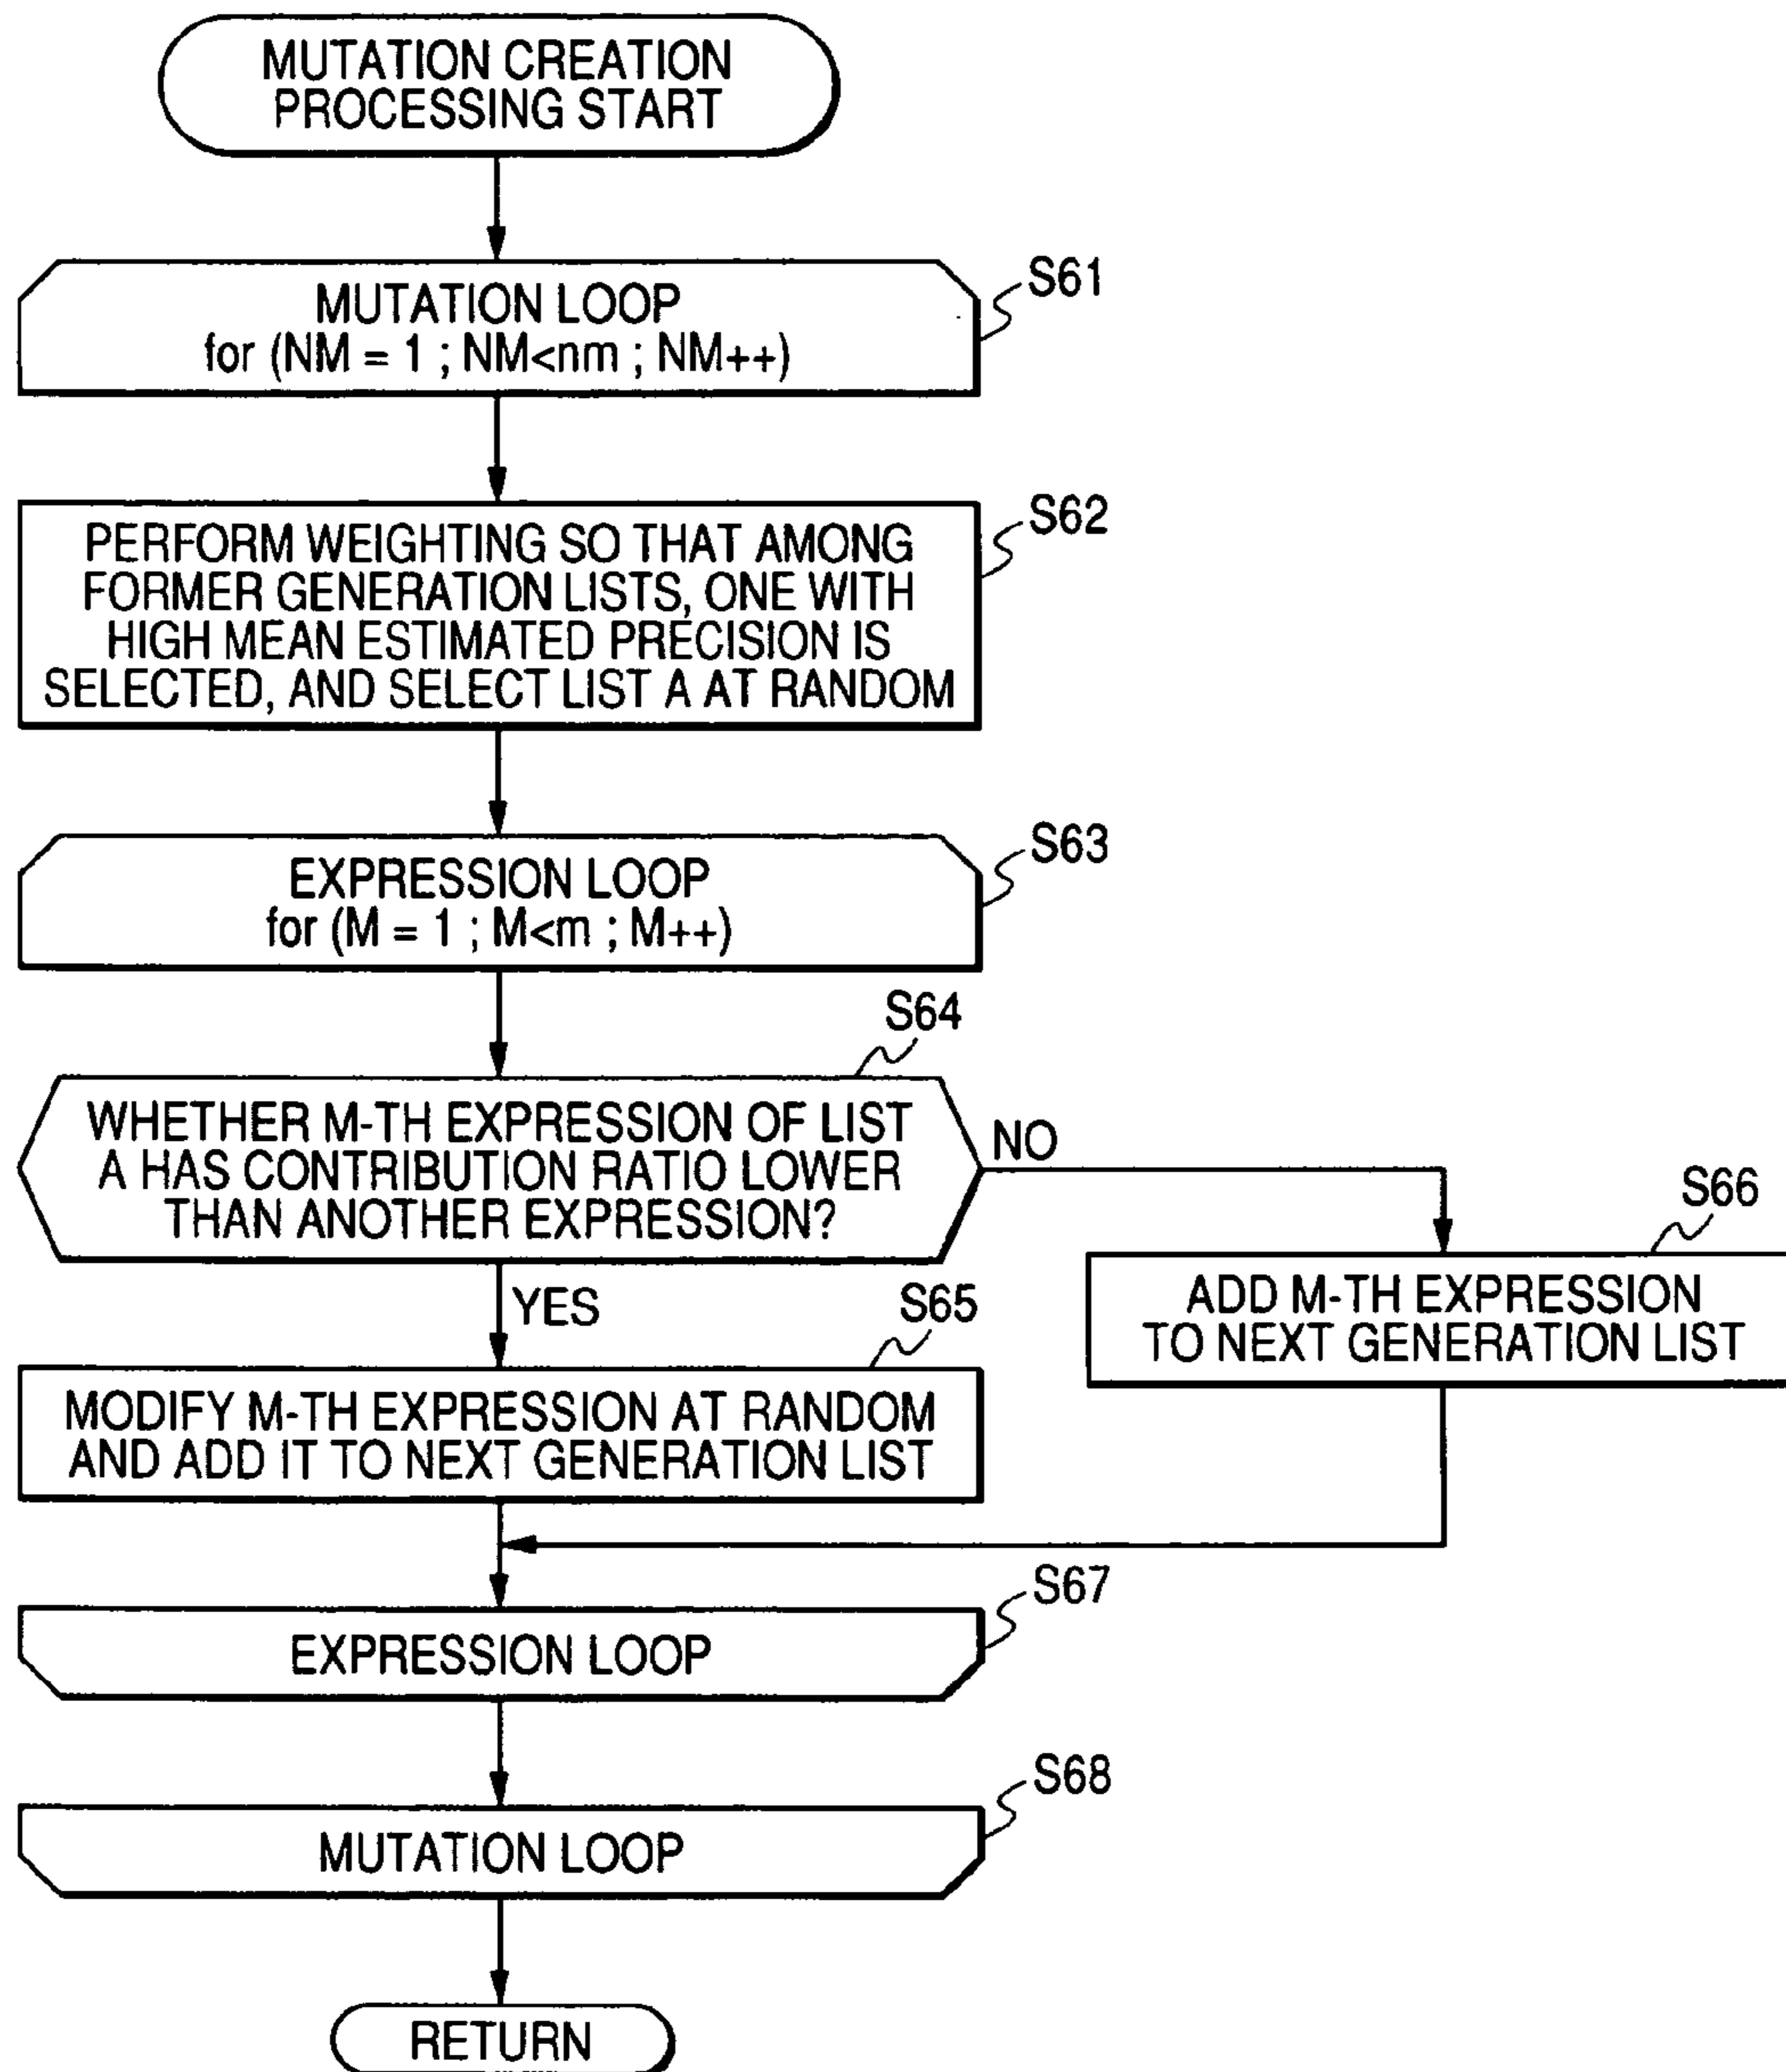 MUTATION CREATION
PROCESSING START
MUTATION LOOP
for (NM = 1 ; NM<nm ; NM++)
S61
PERFORM WEIGHTING SO THAT AMONG
FORMER GENERATION LISTS, ONE WITH
HIGH MEAN ESTIMATED PRECISION IS
SELECTED, AND SELECT LIST A AT RANDOM
S62
EXPRESSION LOOP
for (M = 1 ; M<m ; M++)
S63
S64
WHETHER M-TH EXPRESSION OF LIST
A HAS CONTRIBUTION RATIO LOWER
THAN ANOTHER EXPRESSION?
NO
YES
S66
ADD M-TH EXPRESSION
TO NEXT GENERATION LIST
S65
MODIFY M-TH EXPRESSION AT RANDOM
AND ADD IT TO NEXT GENERATION LIST
S67
EXPRESSION LOOP
S68
MUTATION LOOP
RETURN